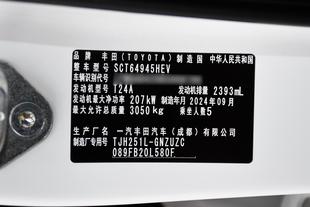 品牌 丰田(TOYOTA) 制造国 中华人民共和国
整车型号 SCT64945HEV
车辆识别代号
发动机型号 T24A 发动机排量 2393mL
发动机最大净功率 207kW 制造年月 2024年09月
最大允许总质量 3050kg 乘坐人数 5
生产厂名 一汽丰田汽车（成都）有限公司
制造厂专用号 TJH251L-GNZUZC
089FB20L580F